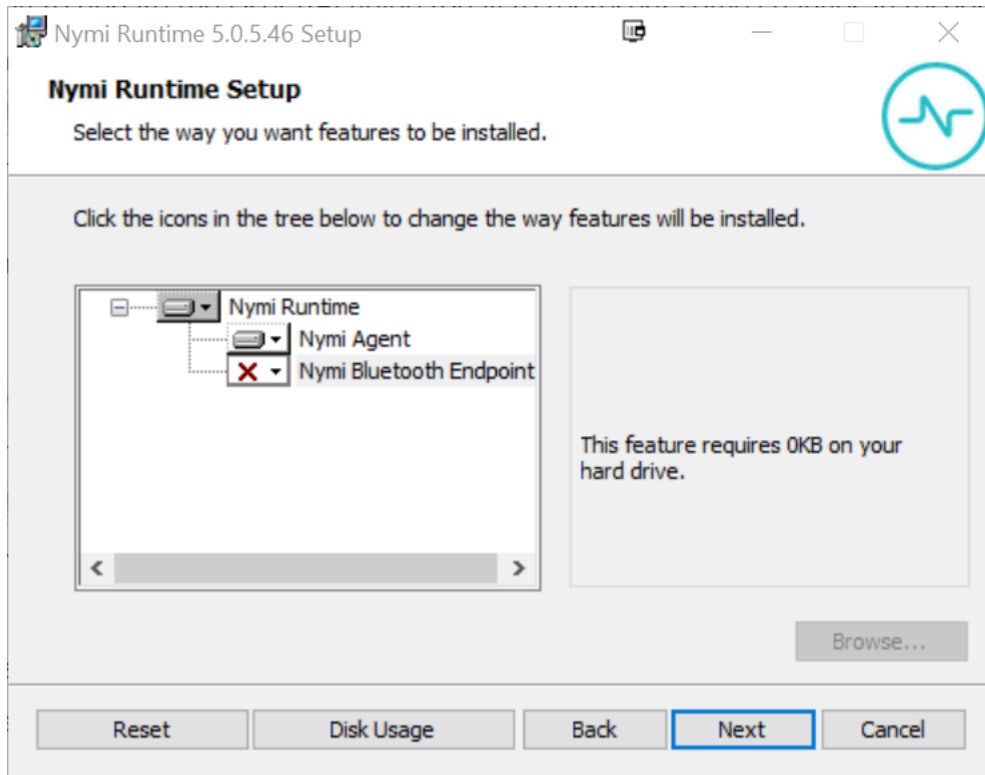 Nymi Runtime 5.0.5.46 Setup
Nymi Runtime Setup
Select the way you want features to be installed.
Click the icons in the tree below to change the way features will be installed.
Nymi Runtime
Nymi Agent
Nymi Bluetooth Endpoint
This feature requires 0KB on your
hard drive.
Browse...
Reset
Disk Usage
Back
Next
Cancel